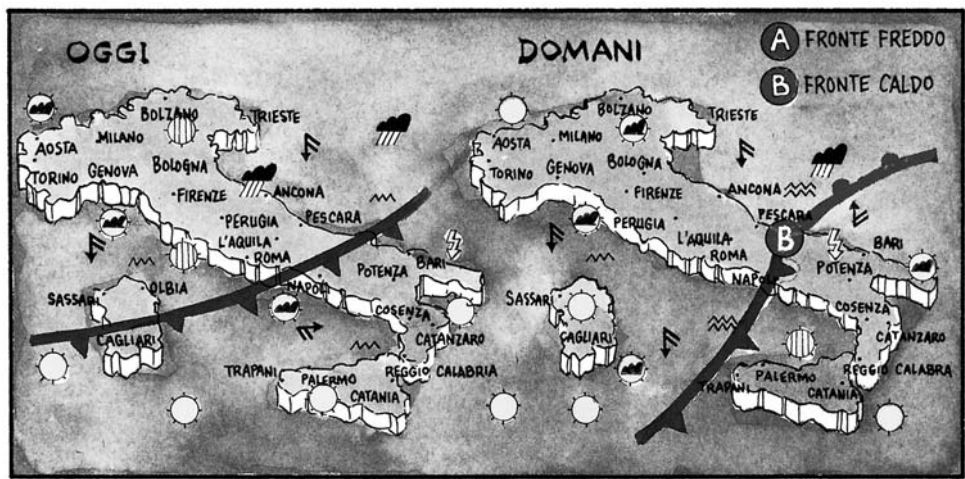 OGGI
DOMANI
A FRONTE FREDDO
B FRONTE CALDO
BOLZANO
TRIESTE
MILANO
AOSTA
TORINO
GENOVA
BOLOGNA
FIRENZE
ANCONA
PERUGIA
PESCARA
L'AQUILA
ROMA
BARI
POTENZA
NAPOLI
SASSARI
OLBIA
COSENZA
CAGLIARI
CATANZARO
TRAPANI
PALERMO
REGGIO CALABRIA
CATANIA
BOLZANO
TRIESTE
AOSTA
MILANO
TORINO
GENOVA
BOLOGNA
FIRENZE
ANCONA
PERUGIA
PESCARA
B
L'AQUILA
ROMA
BARI
POTENZA
NAPOLI
SASSARI
COSENZA
CAGLIARI
CATANZARO
TRAPANI
PALERMO
REGGIO CALABRA
CATANIA